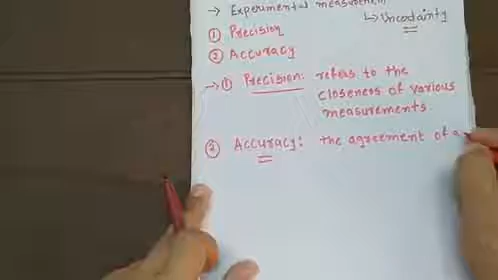 → Experimental measurement
↳ Uncertainty
① Precision
② Accuracy
→ ① Precision: refers to the
closeness of various
measurements.
② Accuracy: the agreement of a